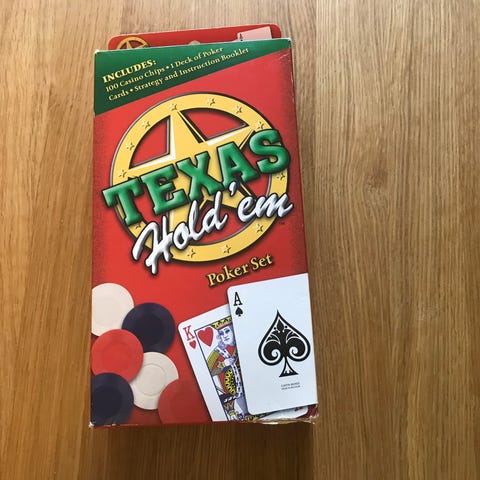 INCLUDES:
100 Casino Chips • 1 Deck of Poker
Cards • Strategy and Instruction Booklet
TEXAS
Hold'em
Poker Set
K
A